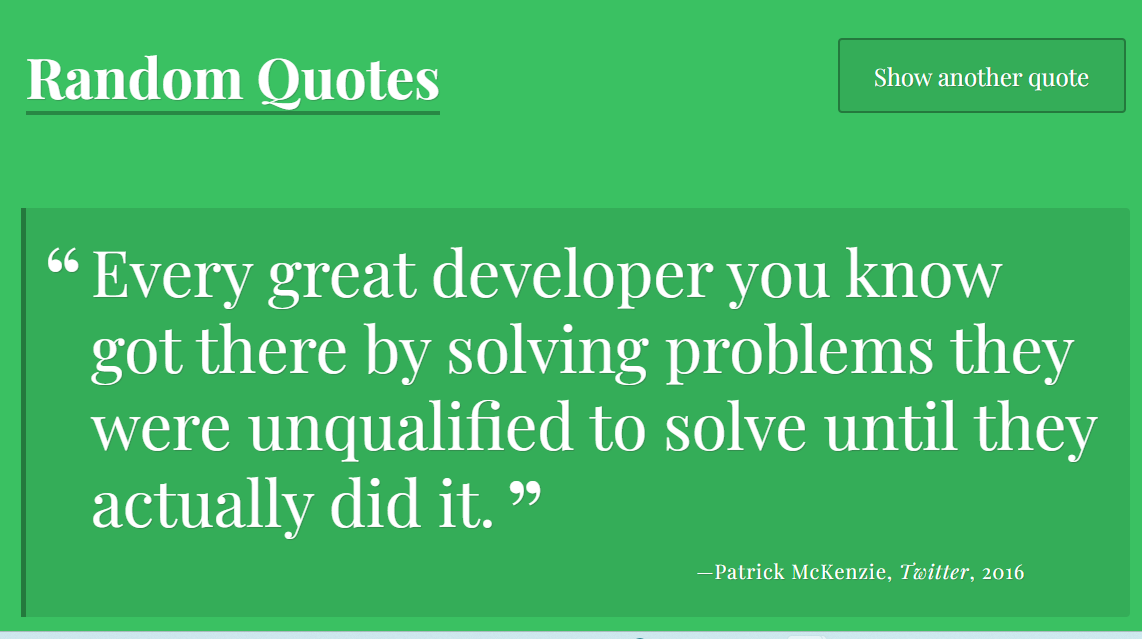 Random Quotes
Show another quote
“ Every great developer you know
got there by solving problems they
were unqualified to solve until they
actually did it. ”
—Patrick McKenzie, Twitter, 2016